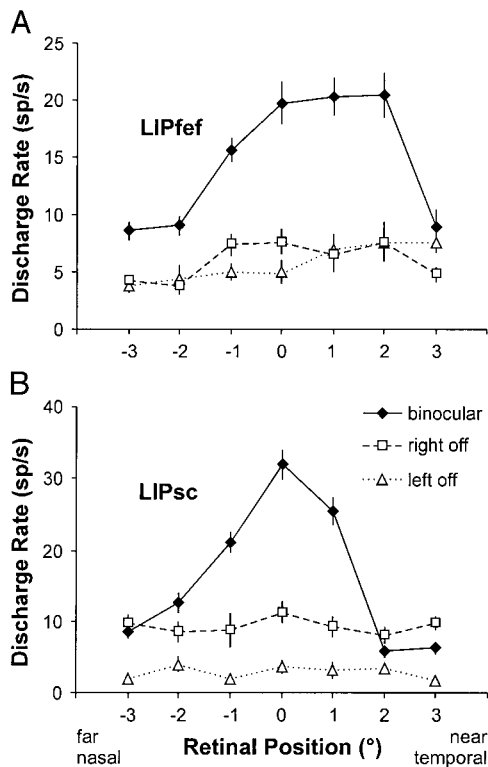 A
25
20
15
10
5
0
Discharge Rate (sp/s)
LIPfef
-3 -2 -1 0 1 2 3
B
40
30
20
10
0
Discharge Rate (sp/s)
LIPsc
binocular
right off
left off
-3 -2 -1 0 1 2 3
far nasal
Retinal Position (°)
near temporal